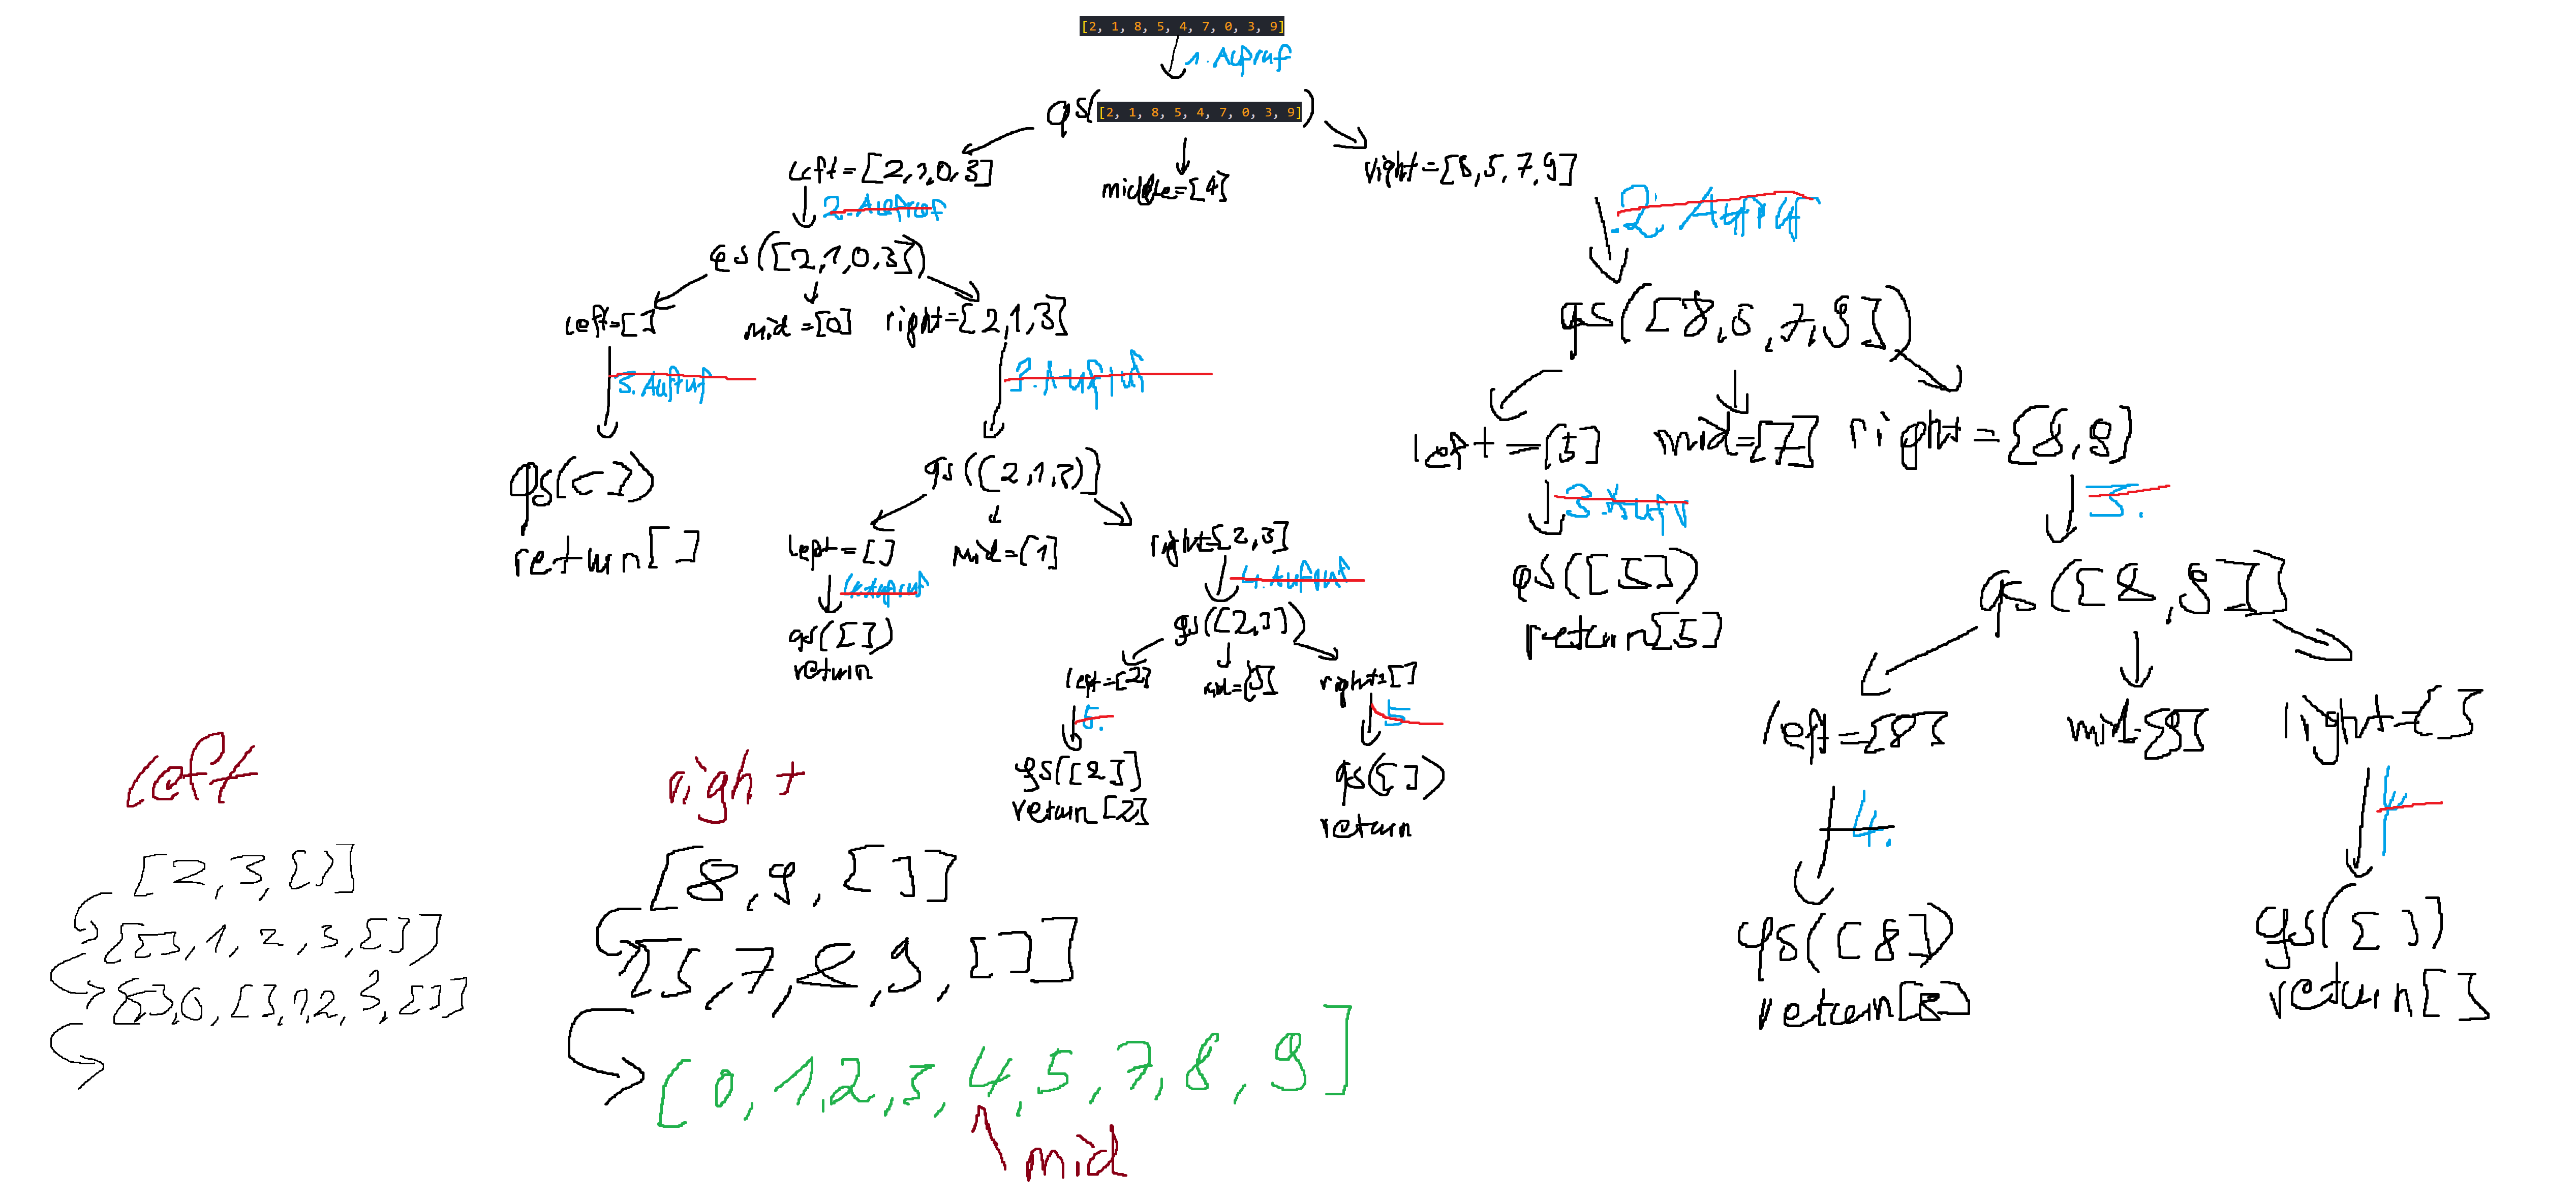 [2, 1, 8, 5, 4, 7, 0, 3, 9]
1. Aufruf
qs([2, 1, 8, 5, 4, 7, 0, 3, 9])
left=[2,1,0,3]
middle=[4]
right=[8,5,7,9]
2. Aufruf
2. Aufruf
qs([2,1,0,3])
left=[]
mid=[0]
right=[2,1,3]
3. Aufruf
3. Aufruf
qs([])
return[]
qs([2,1,3)]
left=[]
mid=[1]
right=[2,3]
4. Aufruf
4. Aufruf
qs([])
return
qs([2,3])
left=[2]
mid=[3]
right=[]
5.
5
qs([2])
return[2]
qs([])
return
qs([8,5,7,9])
left=[5]
mid=[7]
right=[8,9]
3. Aufr
3.
qs([5])
return[5]
qs([8,9]]
left=[8]
mid=[9]
right=[]
4.
4
qs([8])
return[8]
qs([])
return[]
left
[2,3,[]]
[[],1,2,3,[]]
[],0,[],1,2,3,[]]
right
[8,9,[]]
[5,7,8,9,[]]
[0,1,2,3,4,5,7,8,9]
mid